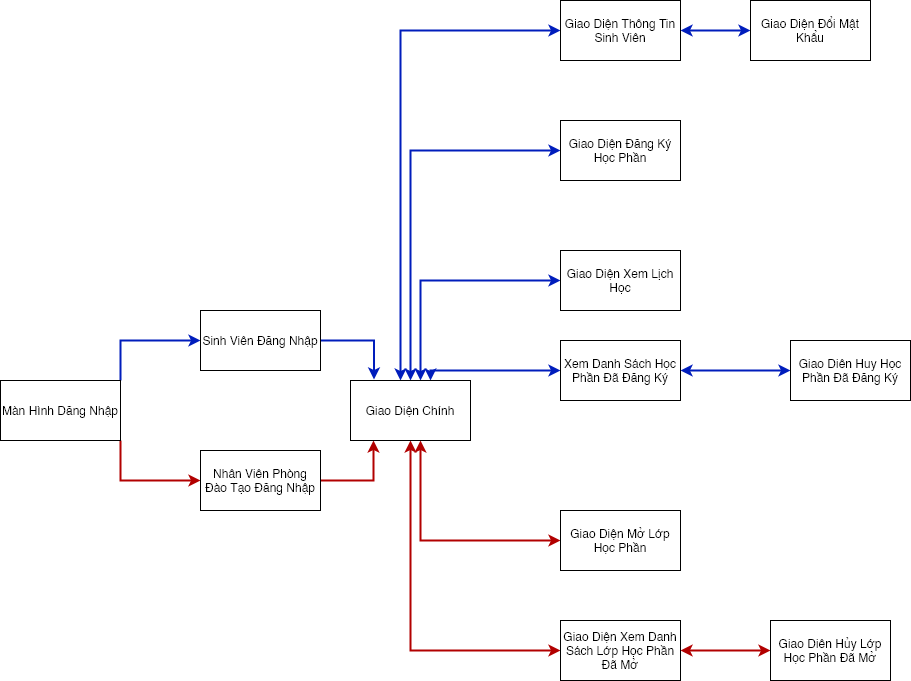 Giao Diện Thông Tin
Sinh Viên
Giao Diện Đổi Mật
Khẩu
Giao Diện Đăng Ký
Học Phần
Giao Diện Xem Lịch
Học
Sinh Viên Đăng Nhập
Xem Danh Sách Học
Phần Đã Đăng Ký
Giao Diên Huy Học
Phần Đã Đăng Ký
Màn Hình Dăng Nhập
Giao Diện Chính
Nhân Viên Phòng
Đào Tạo Đăng Nhập
Giao Diện Mở Lớp
Học Phần
Giao Diện Xem Danh
Sách Lớp Học Phần
Đã Mở
Giao Diên Hủy Lớp
Học Phần Đã Mở